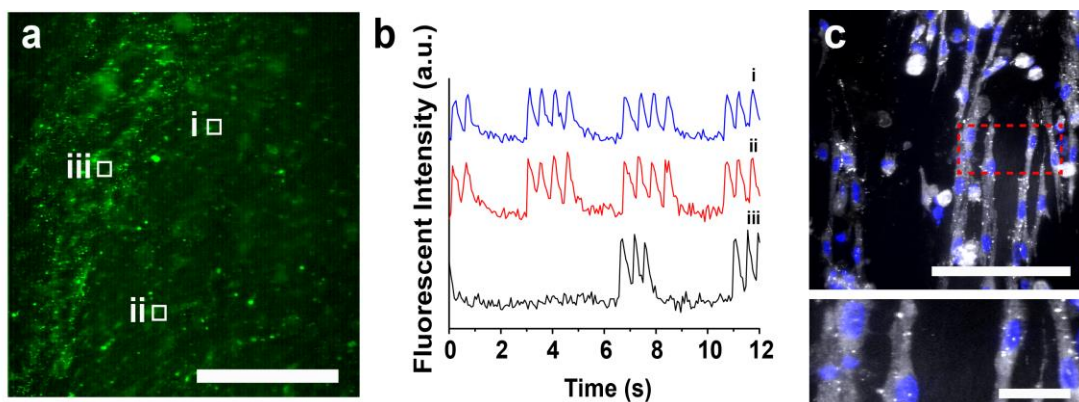 a
i
iii
ii
b
Fluorescent Intensity (a.u.)
i
ii
iii
0 2 4 6 8 10 12
Time (s)
c